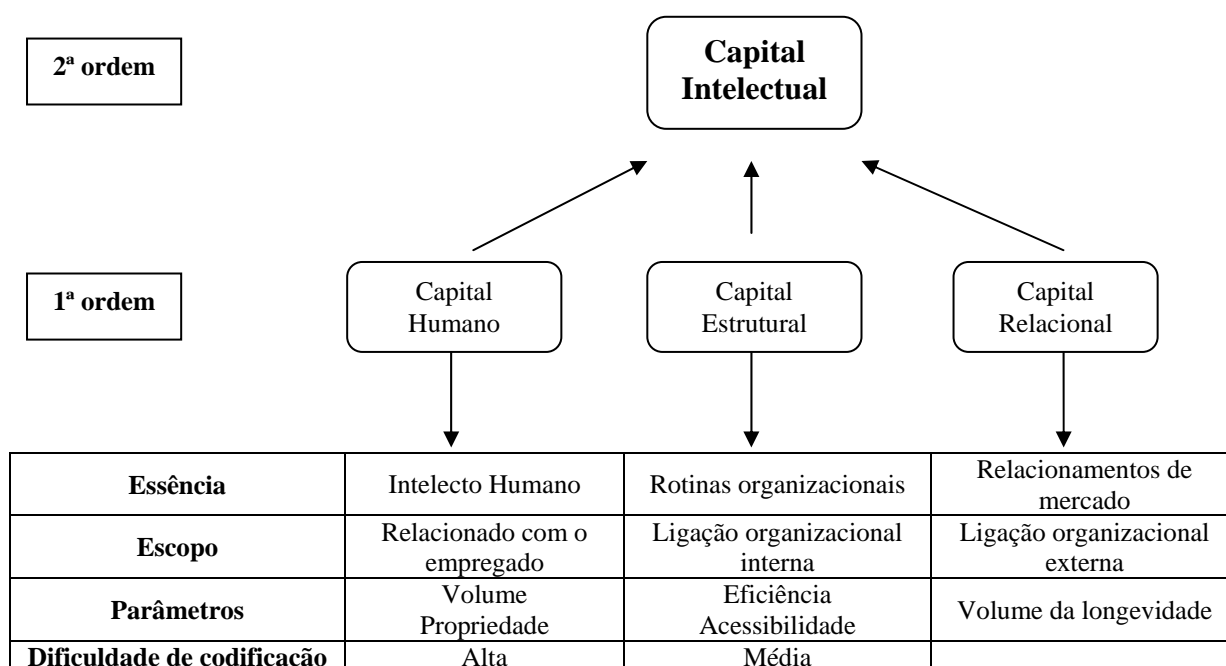 2ª ordem
Capital
Intelectual
1ª ordem
Capital
Humano
Capital
Estrutural
Capital
Relacional
Essência
Intelecto Humano
Rotinas organizacionais
Relacionamentos de
mercado
Escopo
Relacionado com o
empregado
Ligação organizacional
interna
Ligação organizacional
externa
Parâmetros
Volume
Propriedade
Eficiência
Acessibilidade
Volume da longevidade
Dificuldade de codificação
Alta
Média